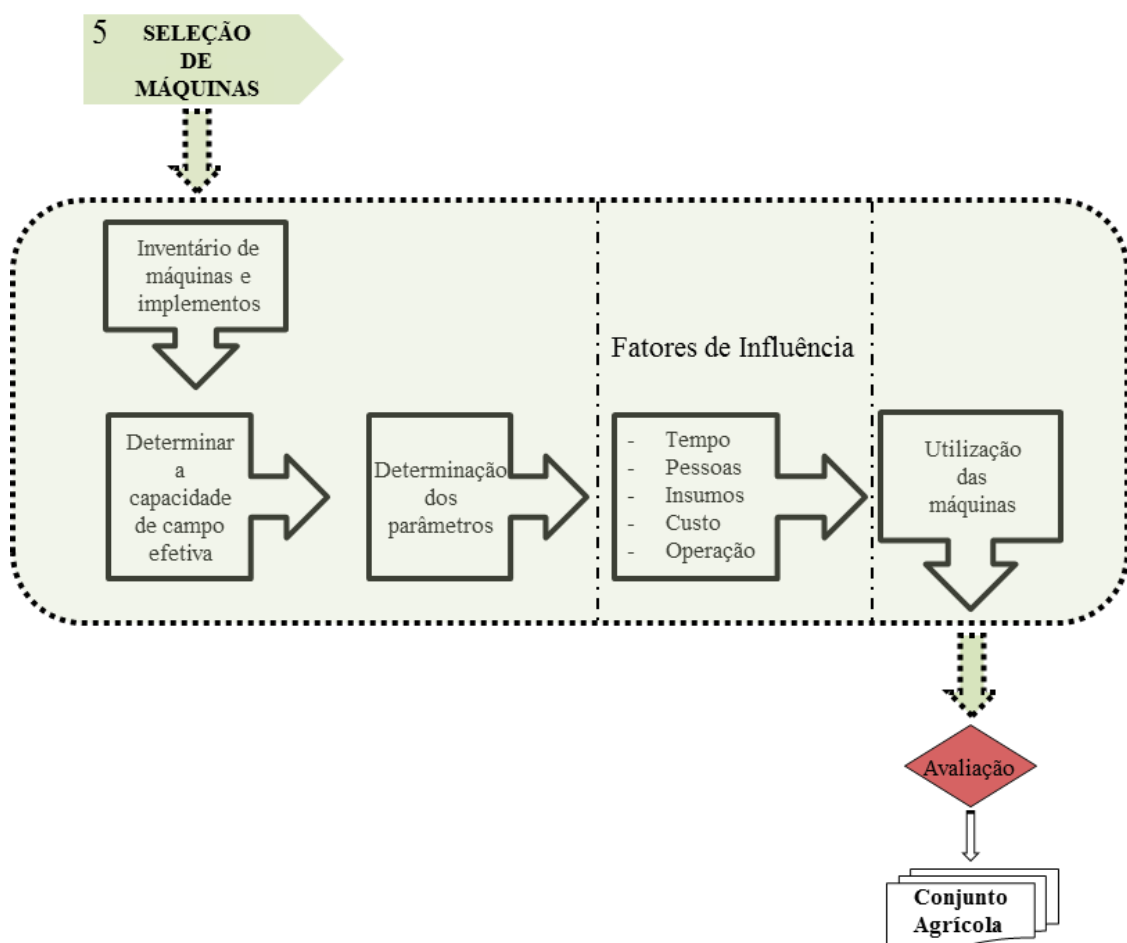 5 SELEÇÃO
DE
MÁQUINAS
Inventário de
máquinas e
implementos
Fatores de Influência
Determinar
a
capacidade
de campo
efetiva
Determinação
dos
parâmetros
- Tempo
- Pessoas
- Insumos
- Custo
- Operação
Utilização
das
máquinas
Avaliação
Conjunto
Agrícola